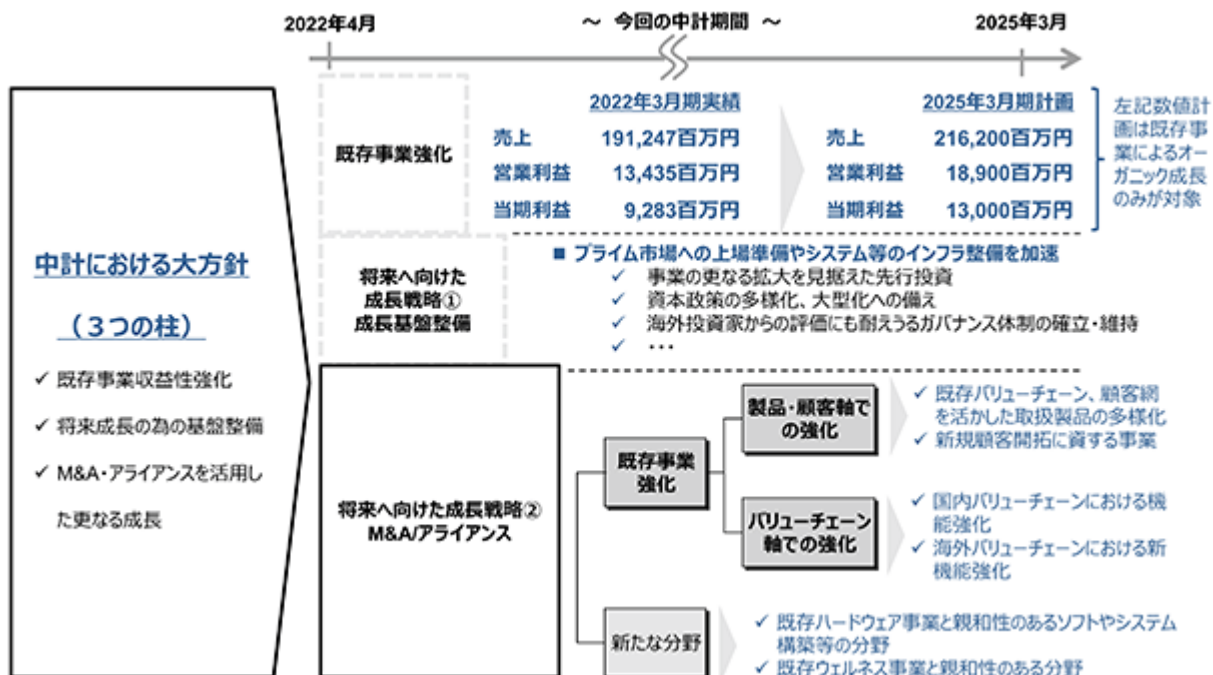 2022年4月
～ 今回の中計期間 ～
2025年3月
中計における大方針
（３つの柱）
✓ 既存事業収益性強化
✓ 将来成長の為の基盤整備
✓ M&A・アライアンスを活用し
た更なる成長
既存事業強化
2022年3月期実績
売上 191,247百万円
営業利益 13,435百万円
当期利益 9,283百万円
2025年3月期計画
売上 216,200百万円
営業利益 18,900百万円
当期利益 13,000百万円
左記数値計
画は既存事
業によるオー
ガニック成長
のみが対象
将来へ向けた
成長戦略①
成長基盤整備
■ プライム市場への上場準備やシステム等のインフラ整備を加速
✓ 事業の更なる拡大を見据えた先行投資
✓ 資本政策の多様化、大型化への備え
✓ 海外投資家からの評価にも耐えうるガバナンス体制の確立・維持
✓ ・・・
将来へ向けた成長戦略②
M&A/アライアンス
既存事業
強化
製品・顧客軸で
の強化
✓ 既存バリューチェーン、顧客網
を活かした取扱製品の多様化
✓ 新規顧客開拓に資する事業
バリューチェーン
軸での強化
✓ 国内バリューチェーンにおける機
能強化
✓ 海外バリューチェーンにおける新
機能強化
新たな分野
✓ 既存ハードウェア事業と親和性のあるソフトやシステム
構築等の分野
✓ 既存ウェルネス事業と親和性のある分野